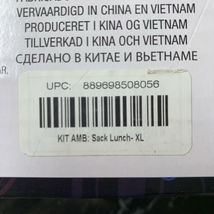 VERVAARDIGD IN CHINA EN VIETNAM
PRODUCERET I KINA OG VIETNAM
TILLVERKAD I KINA OCH VIETNAM
СДЕЛАНО В КИТАЕ И ВЬЕТНАМЕ
UPC: 889698508056
KIT AMB: Sack Lunch- XL